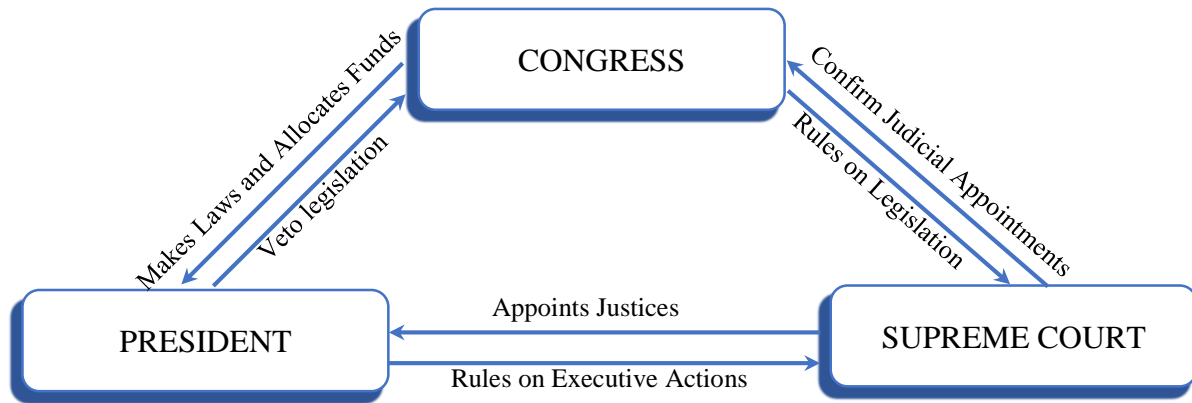 CONGRESS
Makes Laws and Allocates Funds
Veto legislation
Confirm Judicial Appointments
Rules on Legislation
PRESIDENT
Appoints Justices
Rules on Executive Actions
SUPREME COURT